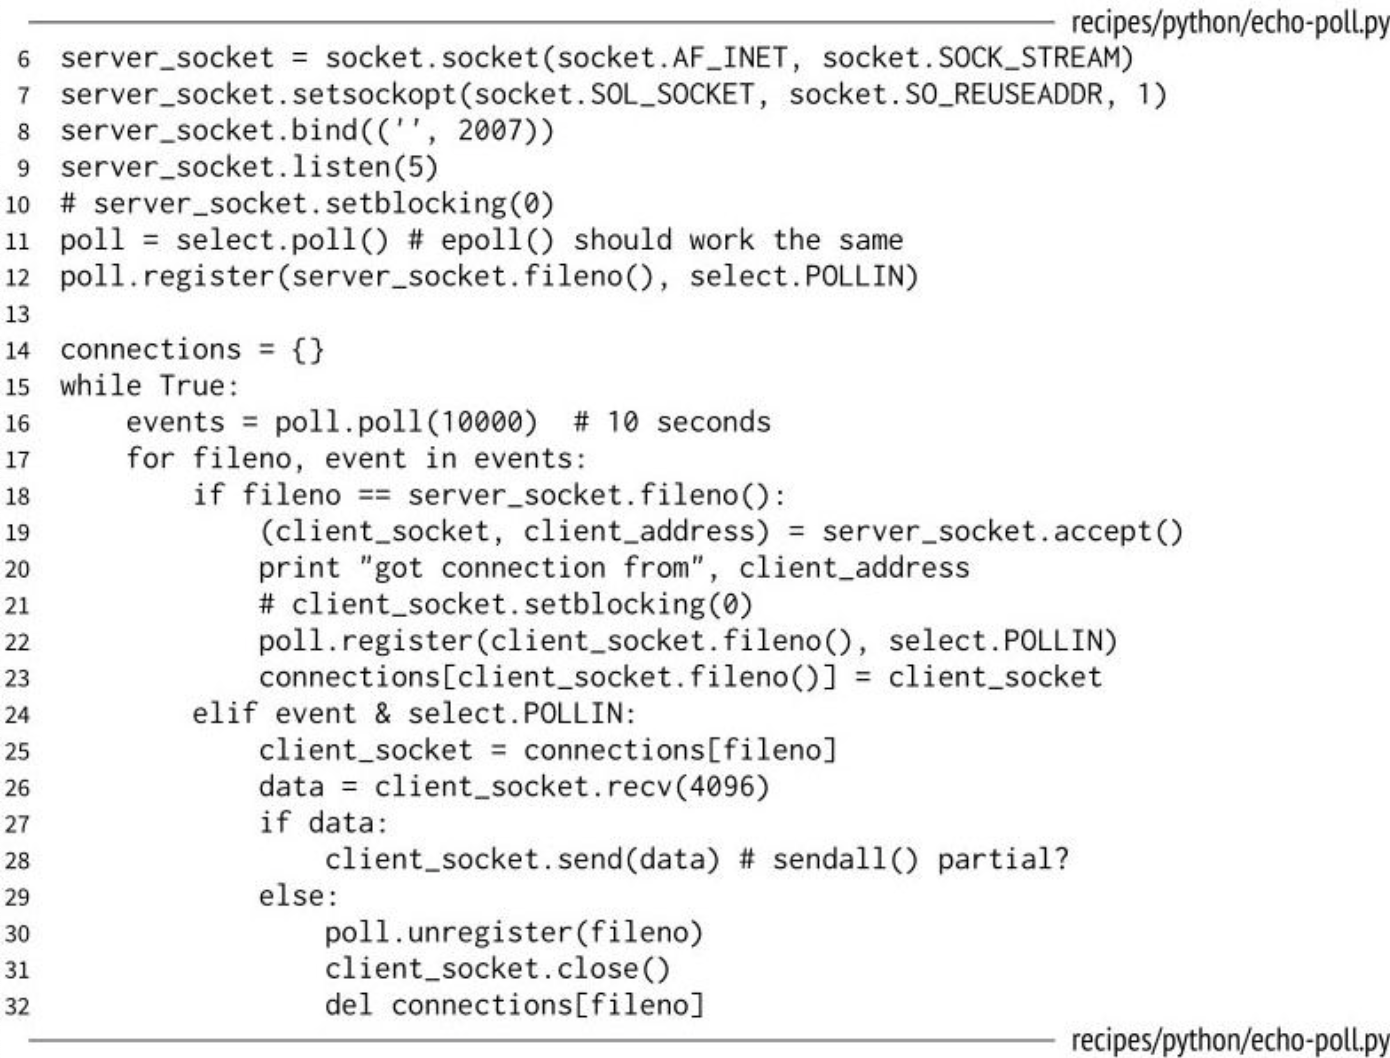 recipes/python/echo-poll.py
6 server_socket = socket.socket(socket.AF_INET, socket.SOCK_STREAM)
7 server_socket.setsockopt(socket.SOL_SOCKET, socket.SO_REUSEADDR, 1)
8 server_socket.bind(('', 2007))
9 server_socket.listen(5)
10 # server_socket.setblocking(0)
11 poll = select.poll() # epoll() should work the same
12 poll.register(server_socket.fileno(), select.POLLIN)
13
14 connections = {}
15 while True:
16     events = poll.poll(10000)  # 10 seconds
17     for fileno, event in events:
18         if fileno == server_socket.fileno():
19             (client_socket, client_address) = server_socket.accept()
20             print "got connection from", client_address
21             # client_socket.setblocking(0)
22             poll.register(client_socket.fileno(), select.POLLIN)
23             connections[client_socket.fileno()] = client_socket
24         elif event & select.POLLIN:
25             client_socket = connections[fileno]
26             data = client_socket.recv(4096)
27             if data:
28                 client_socket.send(data) # sendall() partial?
29             else:
30                 poll.unregister(fileno)
31                 client_socket.close()
32                 del connections[fileno]
recipes/python/echo-poll.py